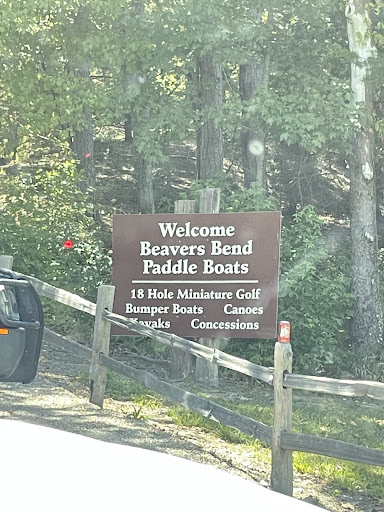 Welcome
Beavers Bend
Paddle Boats
18 Hole Miniature Golf
Bumper Boats Canoes
Kayaks Concessions